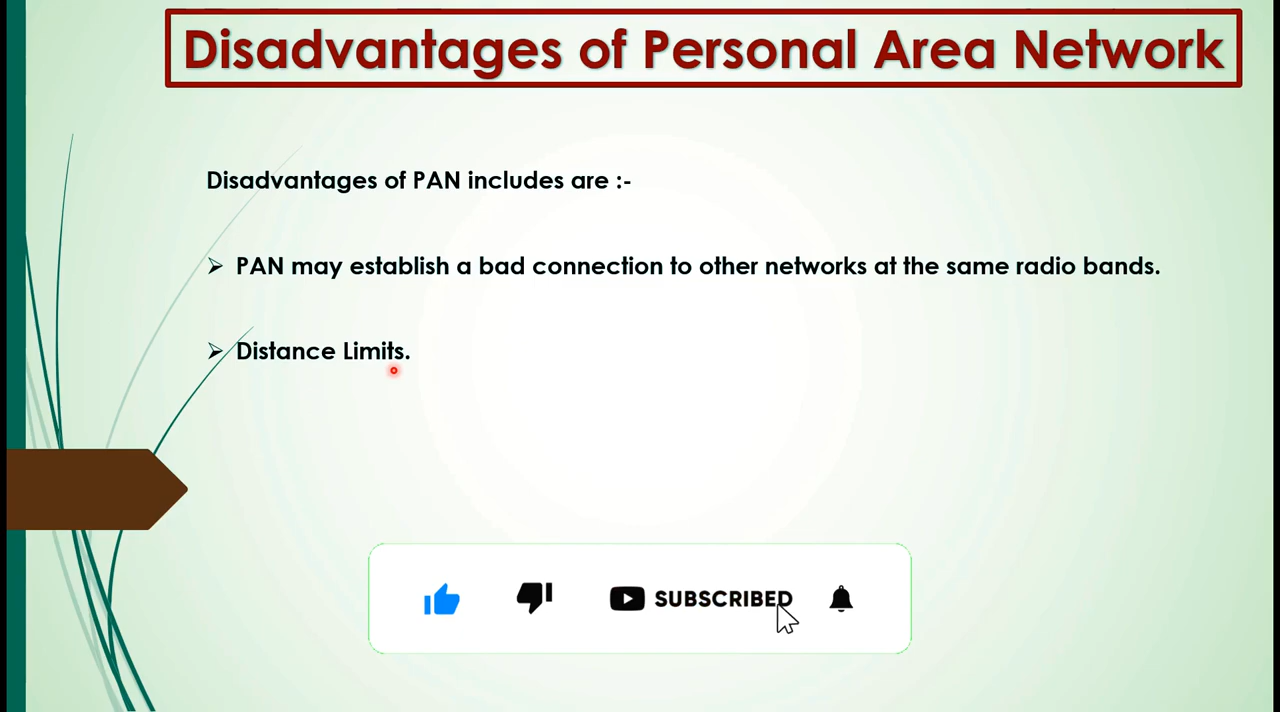 Disadvantages of Personal Area Network
Disadvantages of PAN includes are :-
PAN may establish a bad connection to other networks at the same radio bands.
Distance Limits.
SUBSCRIBED